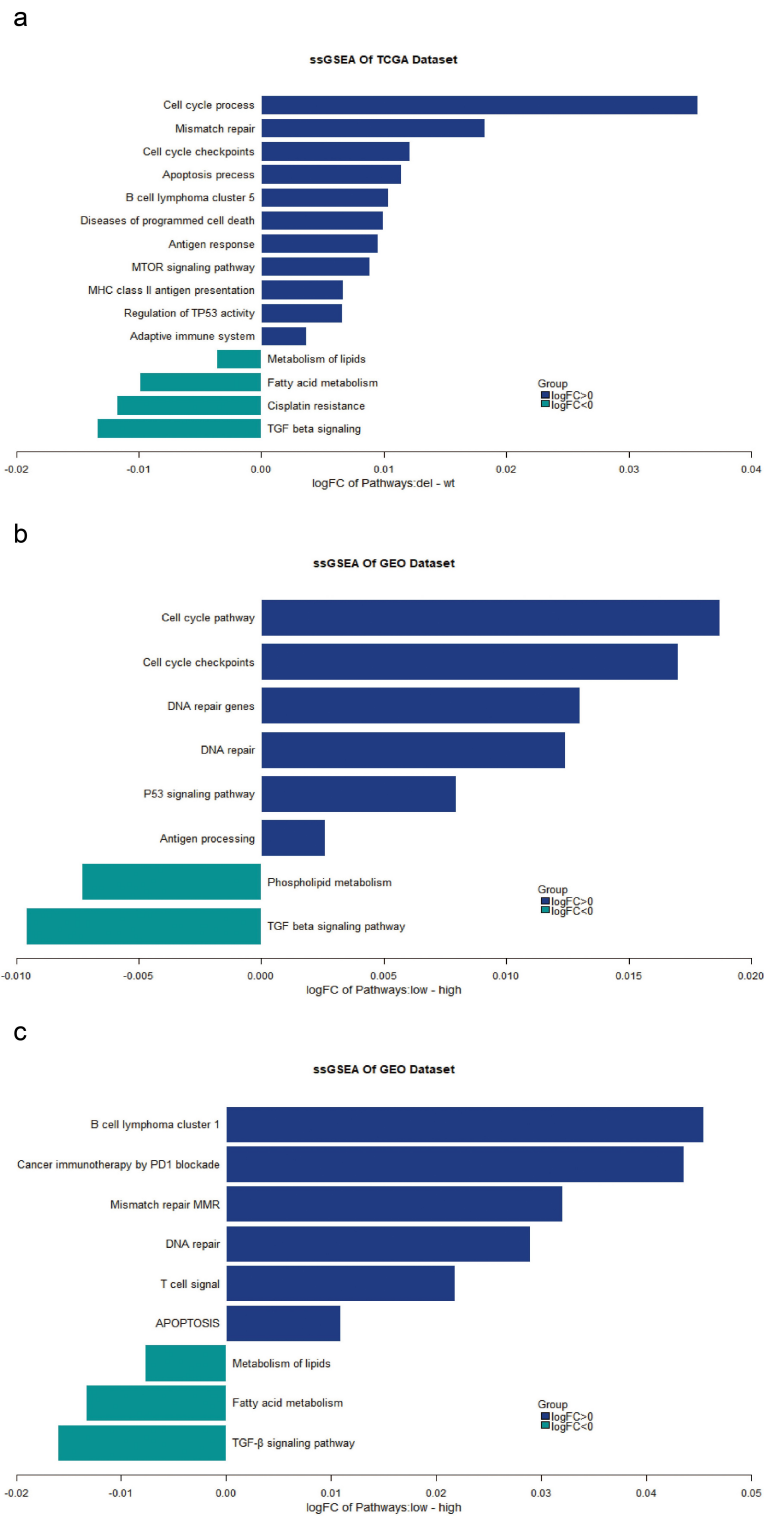 a
ssGSEA Of TCGA Dataset
Cell cycle process
Mismatch repair
Cell cycle checkpoints
Apoptosis precess
B cell lymphoma cluster 5
Diseases of programmed cell death
Antigen response
MTOR signaling pathway
MHC class II antigen presentation
Regulation of TP53 activity
Adaptive immune system
Metabolism of lipids
Fatty acid metabolism
Cisplatin resistance
TGF beta signaling
Group
logFC>0
logFC<0
-0.02 -0.01 0.00 0.01 0.02 0.03 0.04
logFC of Pathways:del - wt
b
ssGSEA Of GEO Dataset
Cell cycle pathway
Cell cycle checkpoints
DNA repair genes
DNA repair
P53 signaling pathway
Antigen processing
Phospholipid metabolism
TGF beta signaling pathway
Group
logFC>0
logFC<0
-0.010 -0.005 0.000 0.005 0.010 0.015 0.020
logFC of Pathways:low - high
c
ssGSEA Of GEO Dataset
B cell lymphoma cluster 1
Cancer immunotherapy by PD1 blockade
Mismatch repair MMR
DNA repair
T cell signal
APOPTOSIS
Metabolism of lipids
Fatty acid metabolism
TGF-β signaling pathway
Group
logFC>0
logFC<0
-0.02 -0.01 0.00 0.01 0.02 0.03 0.04 0.05
logFC of Pathways:low - high